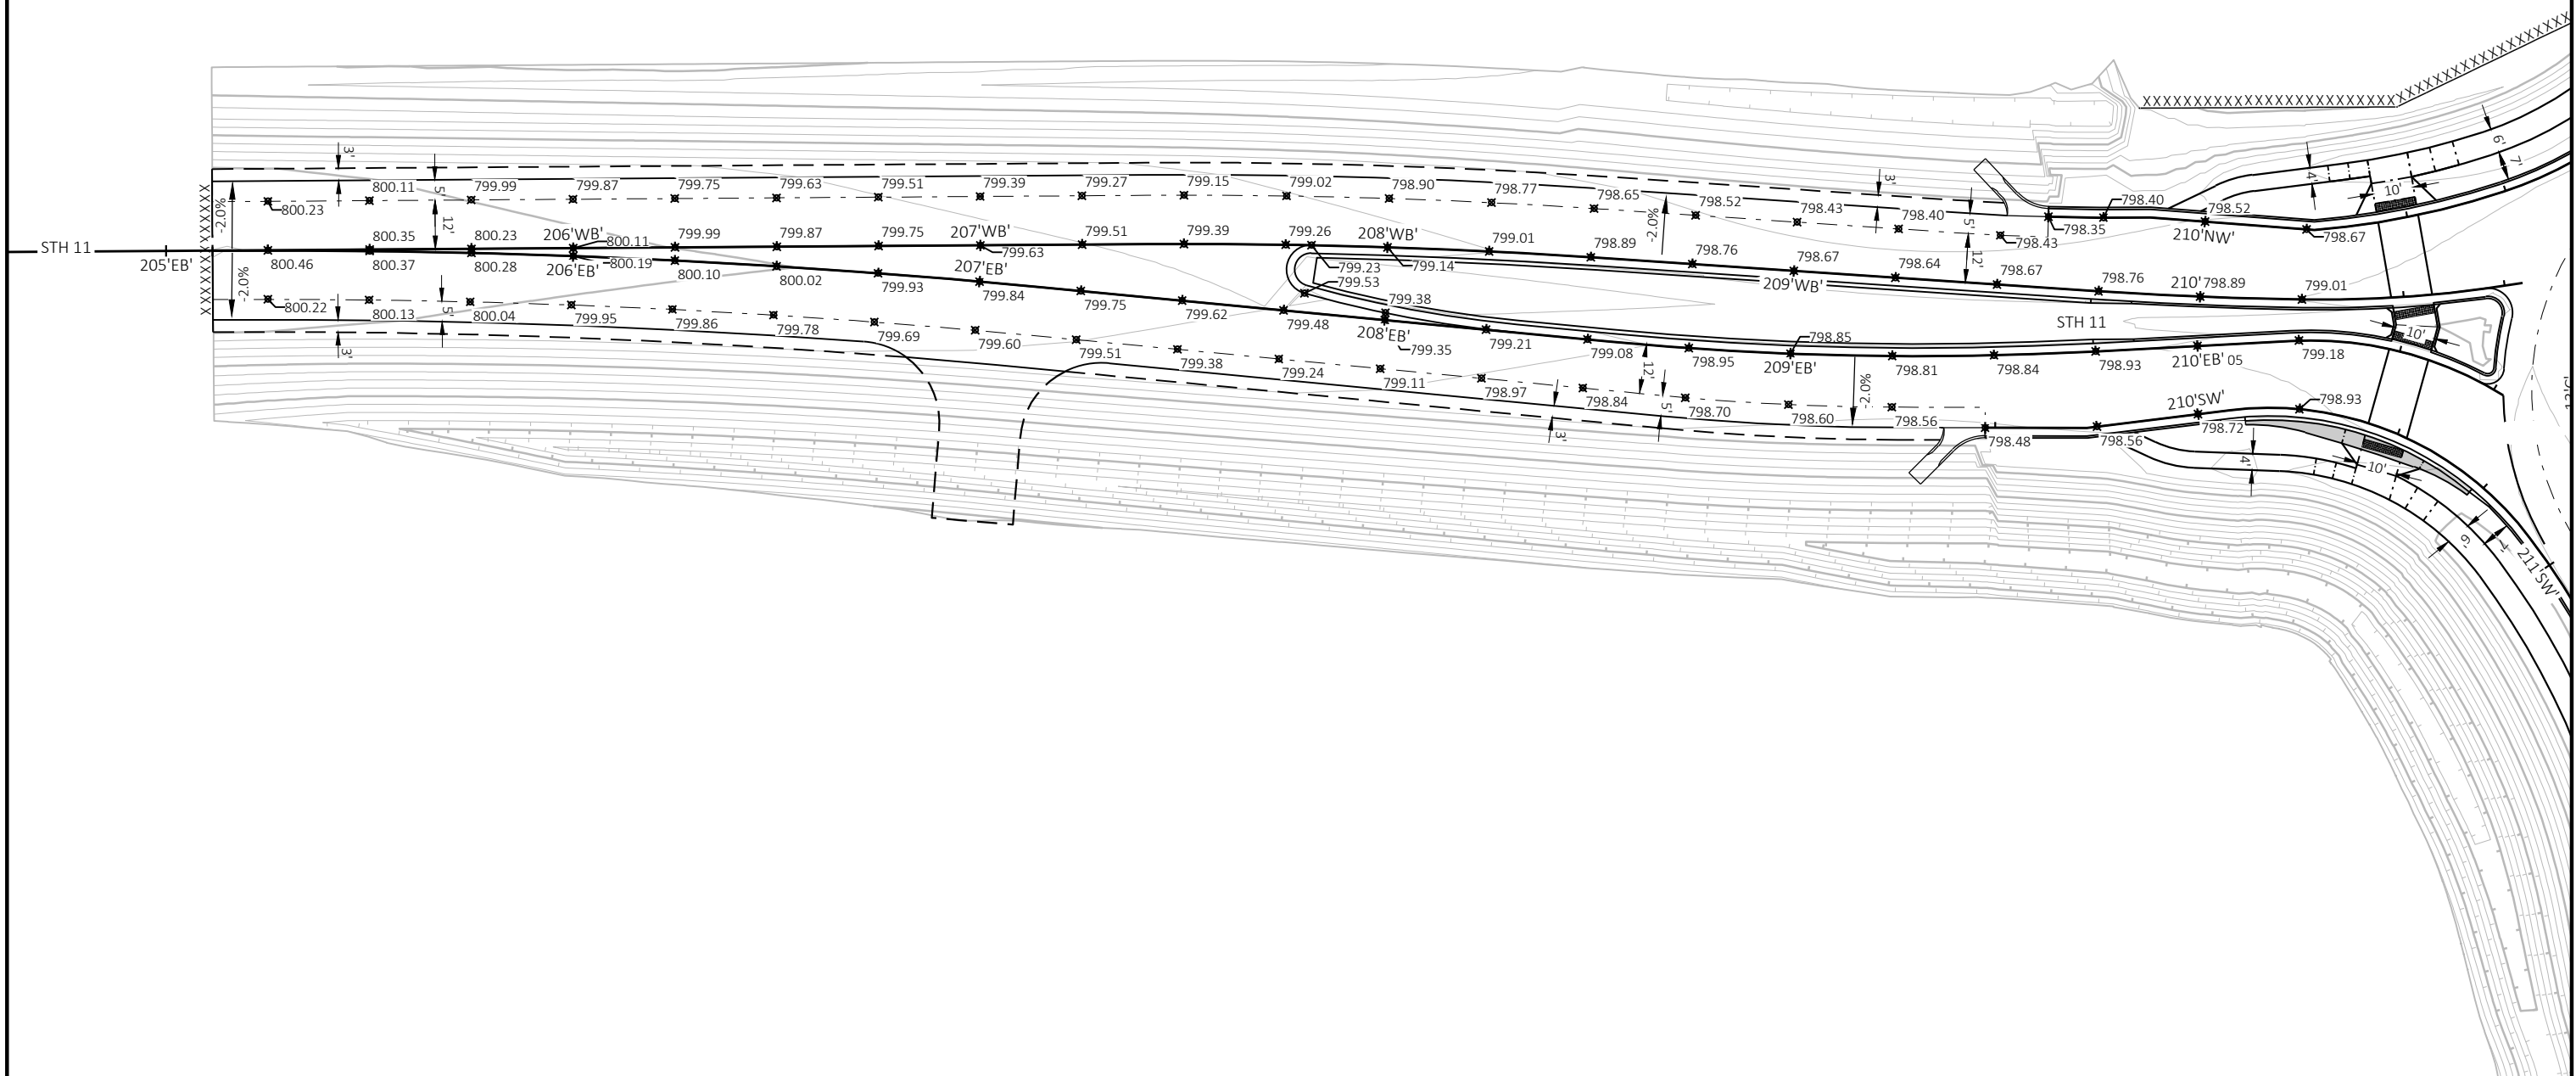 XXXXXXXXXXXXXXXXXXXXXXXXXXXXXX
3' 5' 800.11 799.99 799.87 799.75 799.63 799.51 799.39 799.27 799.15 799.02 798.90 798.77 798.65 798.52 798.43 798.40 3' 5' 798.43 798.35 798.40 798.52 798.67
-2.0% 800.23 12' -2.0% 12' 4' 10' 6' 7'
STH 11 205'EB' 800.46 800.35 800.23 206'WB' 800.11 799.99 799.87 799.75 207'WB' 799.63 799.51 799.39 799.26 799.23 208'WB' 799.14 799.01 798.89 798.76 798.67 798.64 798.67 798.76 210' 798.89 799.01
210'NW'
209'WB'
799.53 799.38
-2.0% 800.37 800.28 206'EB' 800.19 800.10 800.02 799.93 207'EB' 799.84 799.75 799.62 799.48 208'EB' 799.35 799.21 799.08 798.95 209'EB' 798.85 798.81 798.84 798.93 210'EB' 05 799.18
STH 11
10'
800.22 800.13 5' 800.04 799.95 799.86 799.78 799.69 799.60 799.51 799.38 799.24 799.11 798.97 798.84 798.70 798.60 798.56 798.48 798.56 798.72 798.93
3' 3' 12' 5' -2.0%
210'SW'
4' 10' 6' 7'
211'SW'